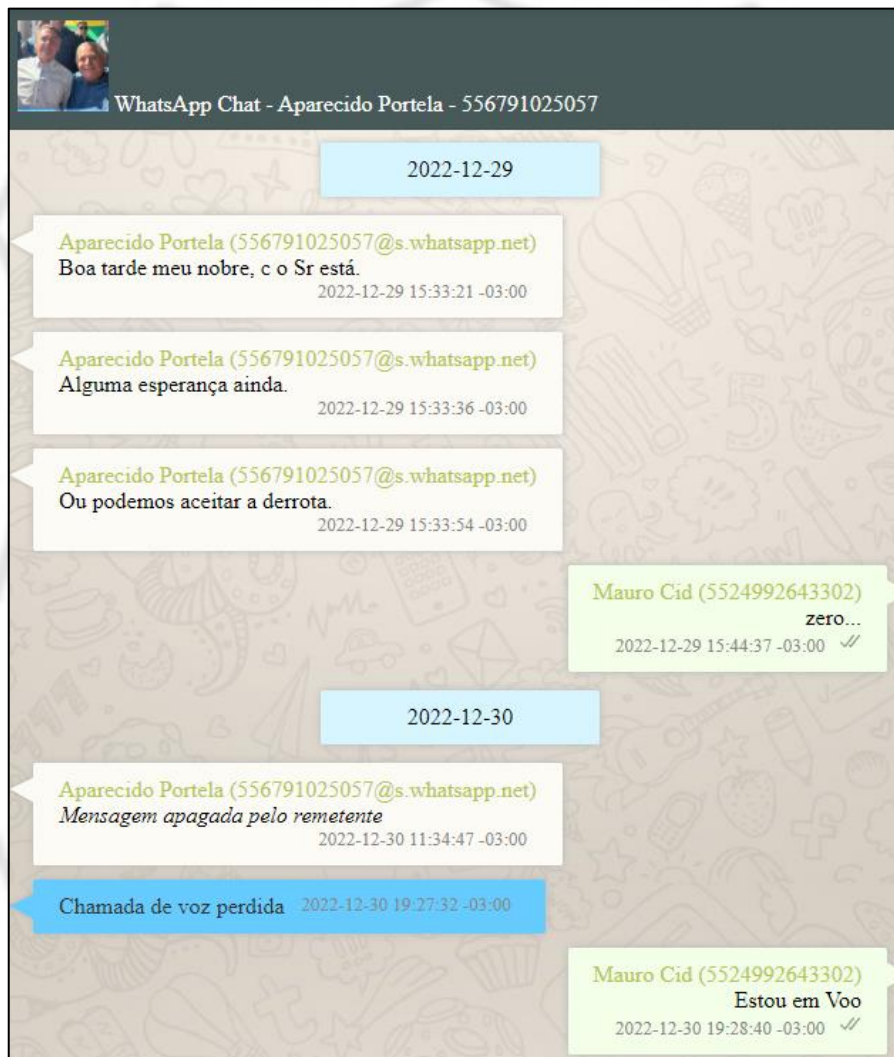 WhatsApp Chat - Aparecido Portela - 556791025057
2022-12-29
Aparecido Portela (556791025057@s.whatsapp.net)
Boa tarde meu nobre, c o Sr está.
2022-12-29 15:33:21 -03:00
Aparecido Portela (556791025057@s.whatsapp.net)
Alguma esperança ainda.
2022-12-29 15:33:36 -03:00
Aparecido Portela (556791025057@s.whatsapp.net)
Ou podemos aceitar a derrota.
2022-12-29 15:33:54 -03:00
Mauro Cid (5524992643302)
zero...
2022-12-29 15:44:37 -03:00
2022-12-30
Aparecido Portela (556791025057@s.whatsapp.net)
Mensagem apagada pelo remetente
2022-12-30 11:34:47 -03:00
Chamada de voz perdida 2022-12-30 19:27:32 -03:00
Mauro Cid (5524992643302)
Estou em Voo
2022-12-30 19:28:40 -03:00